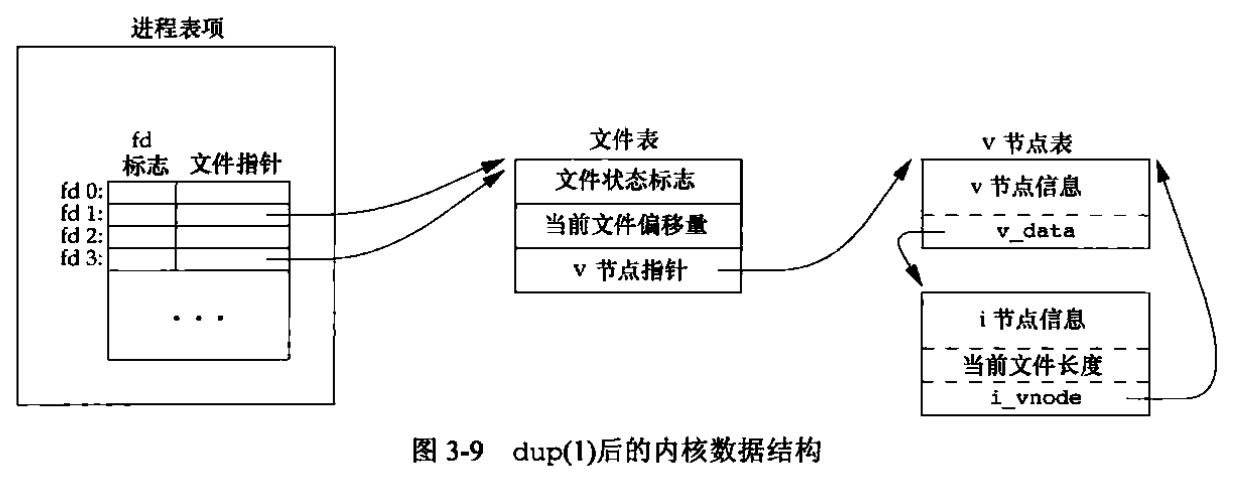 进程表项
fd
标志 文件指针
fd 0:
fd 1:
fd 2:
fd 3:
· · ·
文件表
文件状态标志
当前文件偏移量
v 节点指针
v 节点表
v 节点信息
v_data
i 节点信息
当前文件长度
i_vnode
图 3-9 dup(1)后的内核数据结构